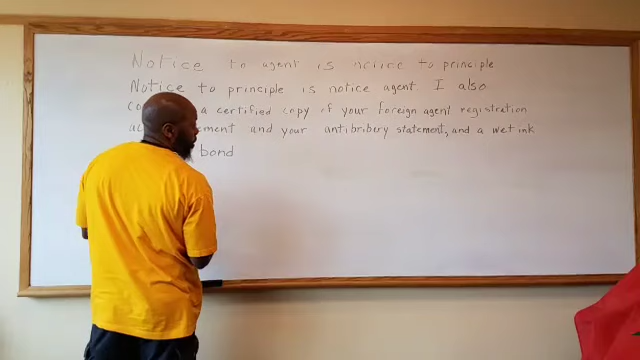 Notice to agent is notice to principle
Notice to principle is notice agent I also
a certified copy of your foreign agent registration
and your antibribery statement, and a wet ink
bond